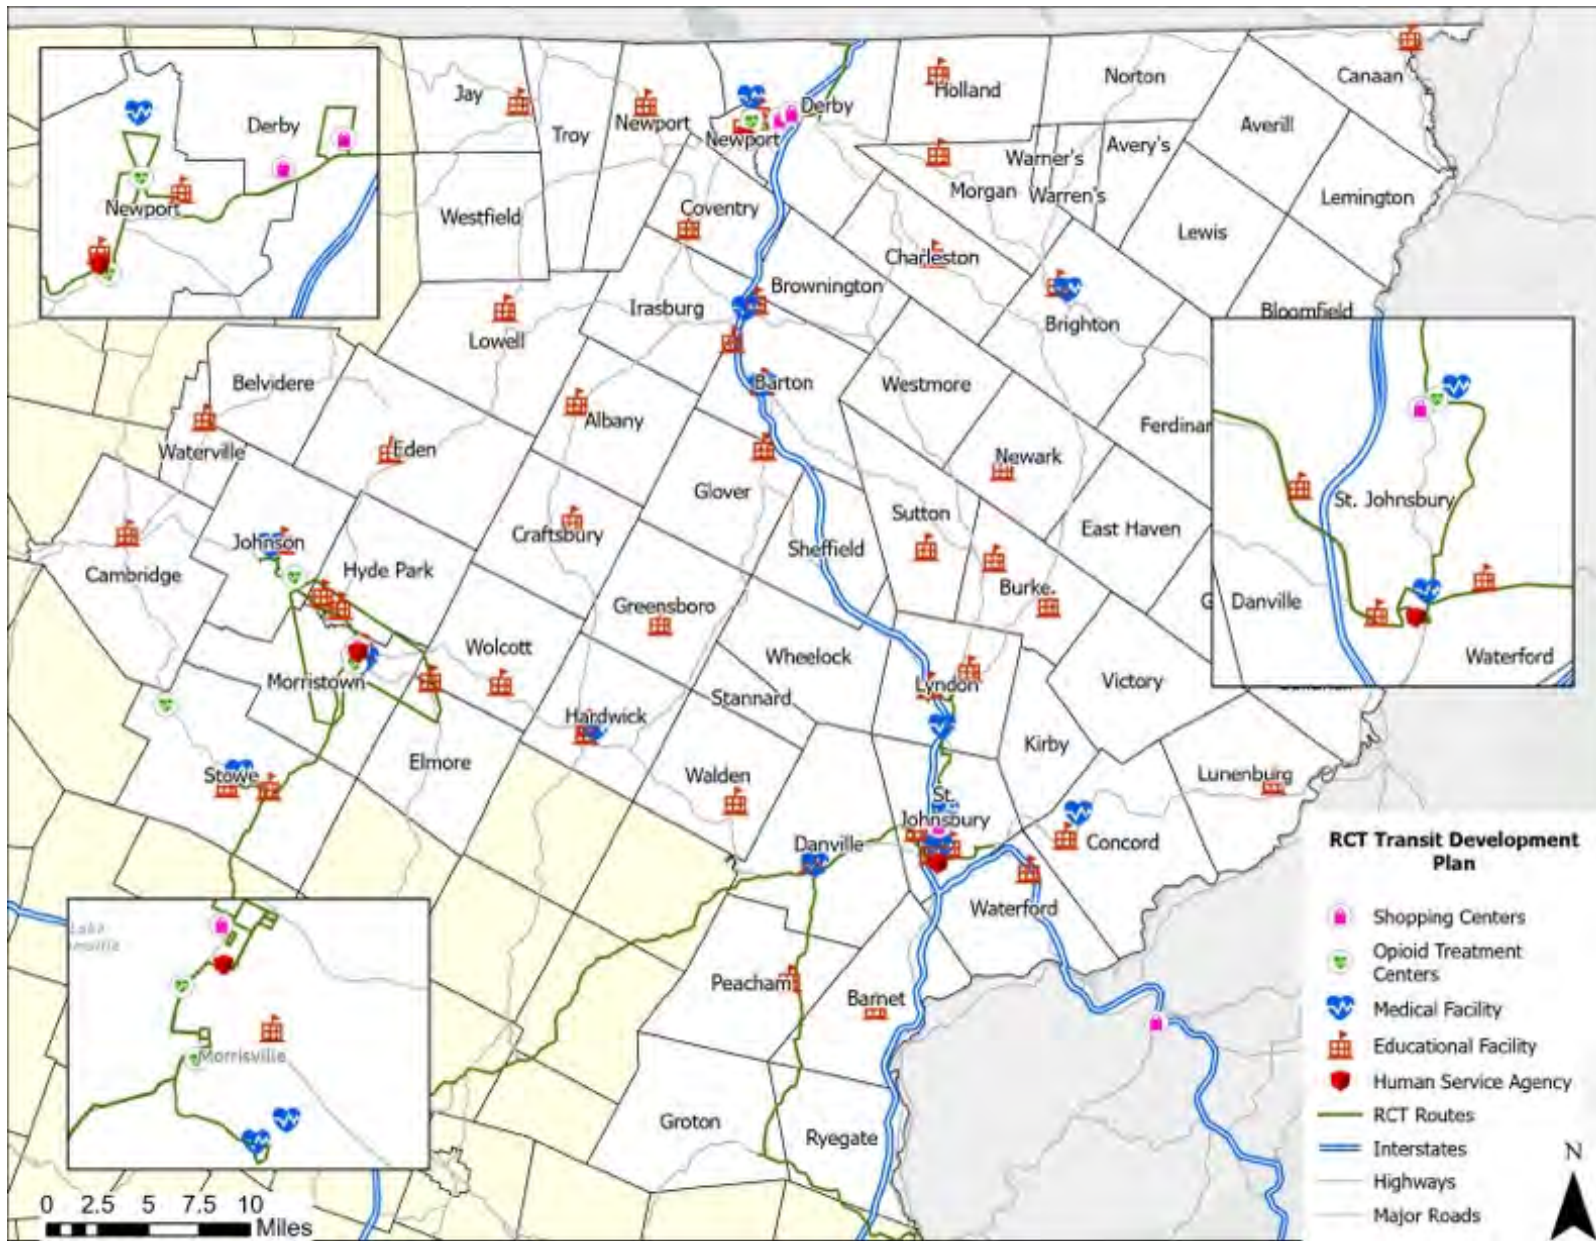 Canaan
Norton
Holland
Jay
Derby
Newport
Troy
Averill
Newport
Avery's
Derby
Warner's
Morgan
Warren's
Lemington
Newport
Coventry
Westfield
Lewis
Charleston
Brownington
Irasburg
Bloomfield
Brighton
Lowell
Belvidere
Barton
Westmore
Albany
Ferdinan
Eden
Waterville
Newark
St. Johnsbury
Glover
Sutton
East Haven
Craftsbury
Johnson
Sheffield
Hyde Park
Cambridge
Burke.
G
Danville
Greensboro
Wolcott
Wheelock
Waterford
Morristown
Lyndon
Victory
Stannard
Hardwick
Kirby
Elmore
Stowe
Walden
Lunenburg
St.
Johnsbury
Danville
Concord
Waterford
Lake
Morrisville
Peacham
Barnet
Groton
Ryegate
RCT Transit Development
Plan
Shopping Centers
Opioid Treatment
Centers
Medical Facility
Educational Facility
Human Service Agency
RCT Routes
Interstates
Highways
Major Roads
N
0 2.5 5 7.5 10
Miles